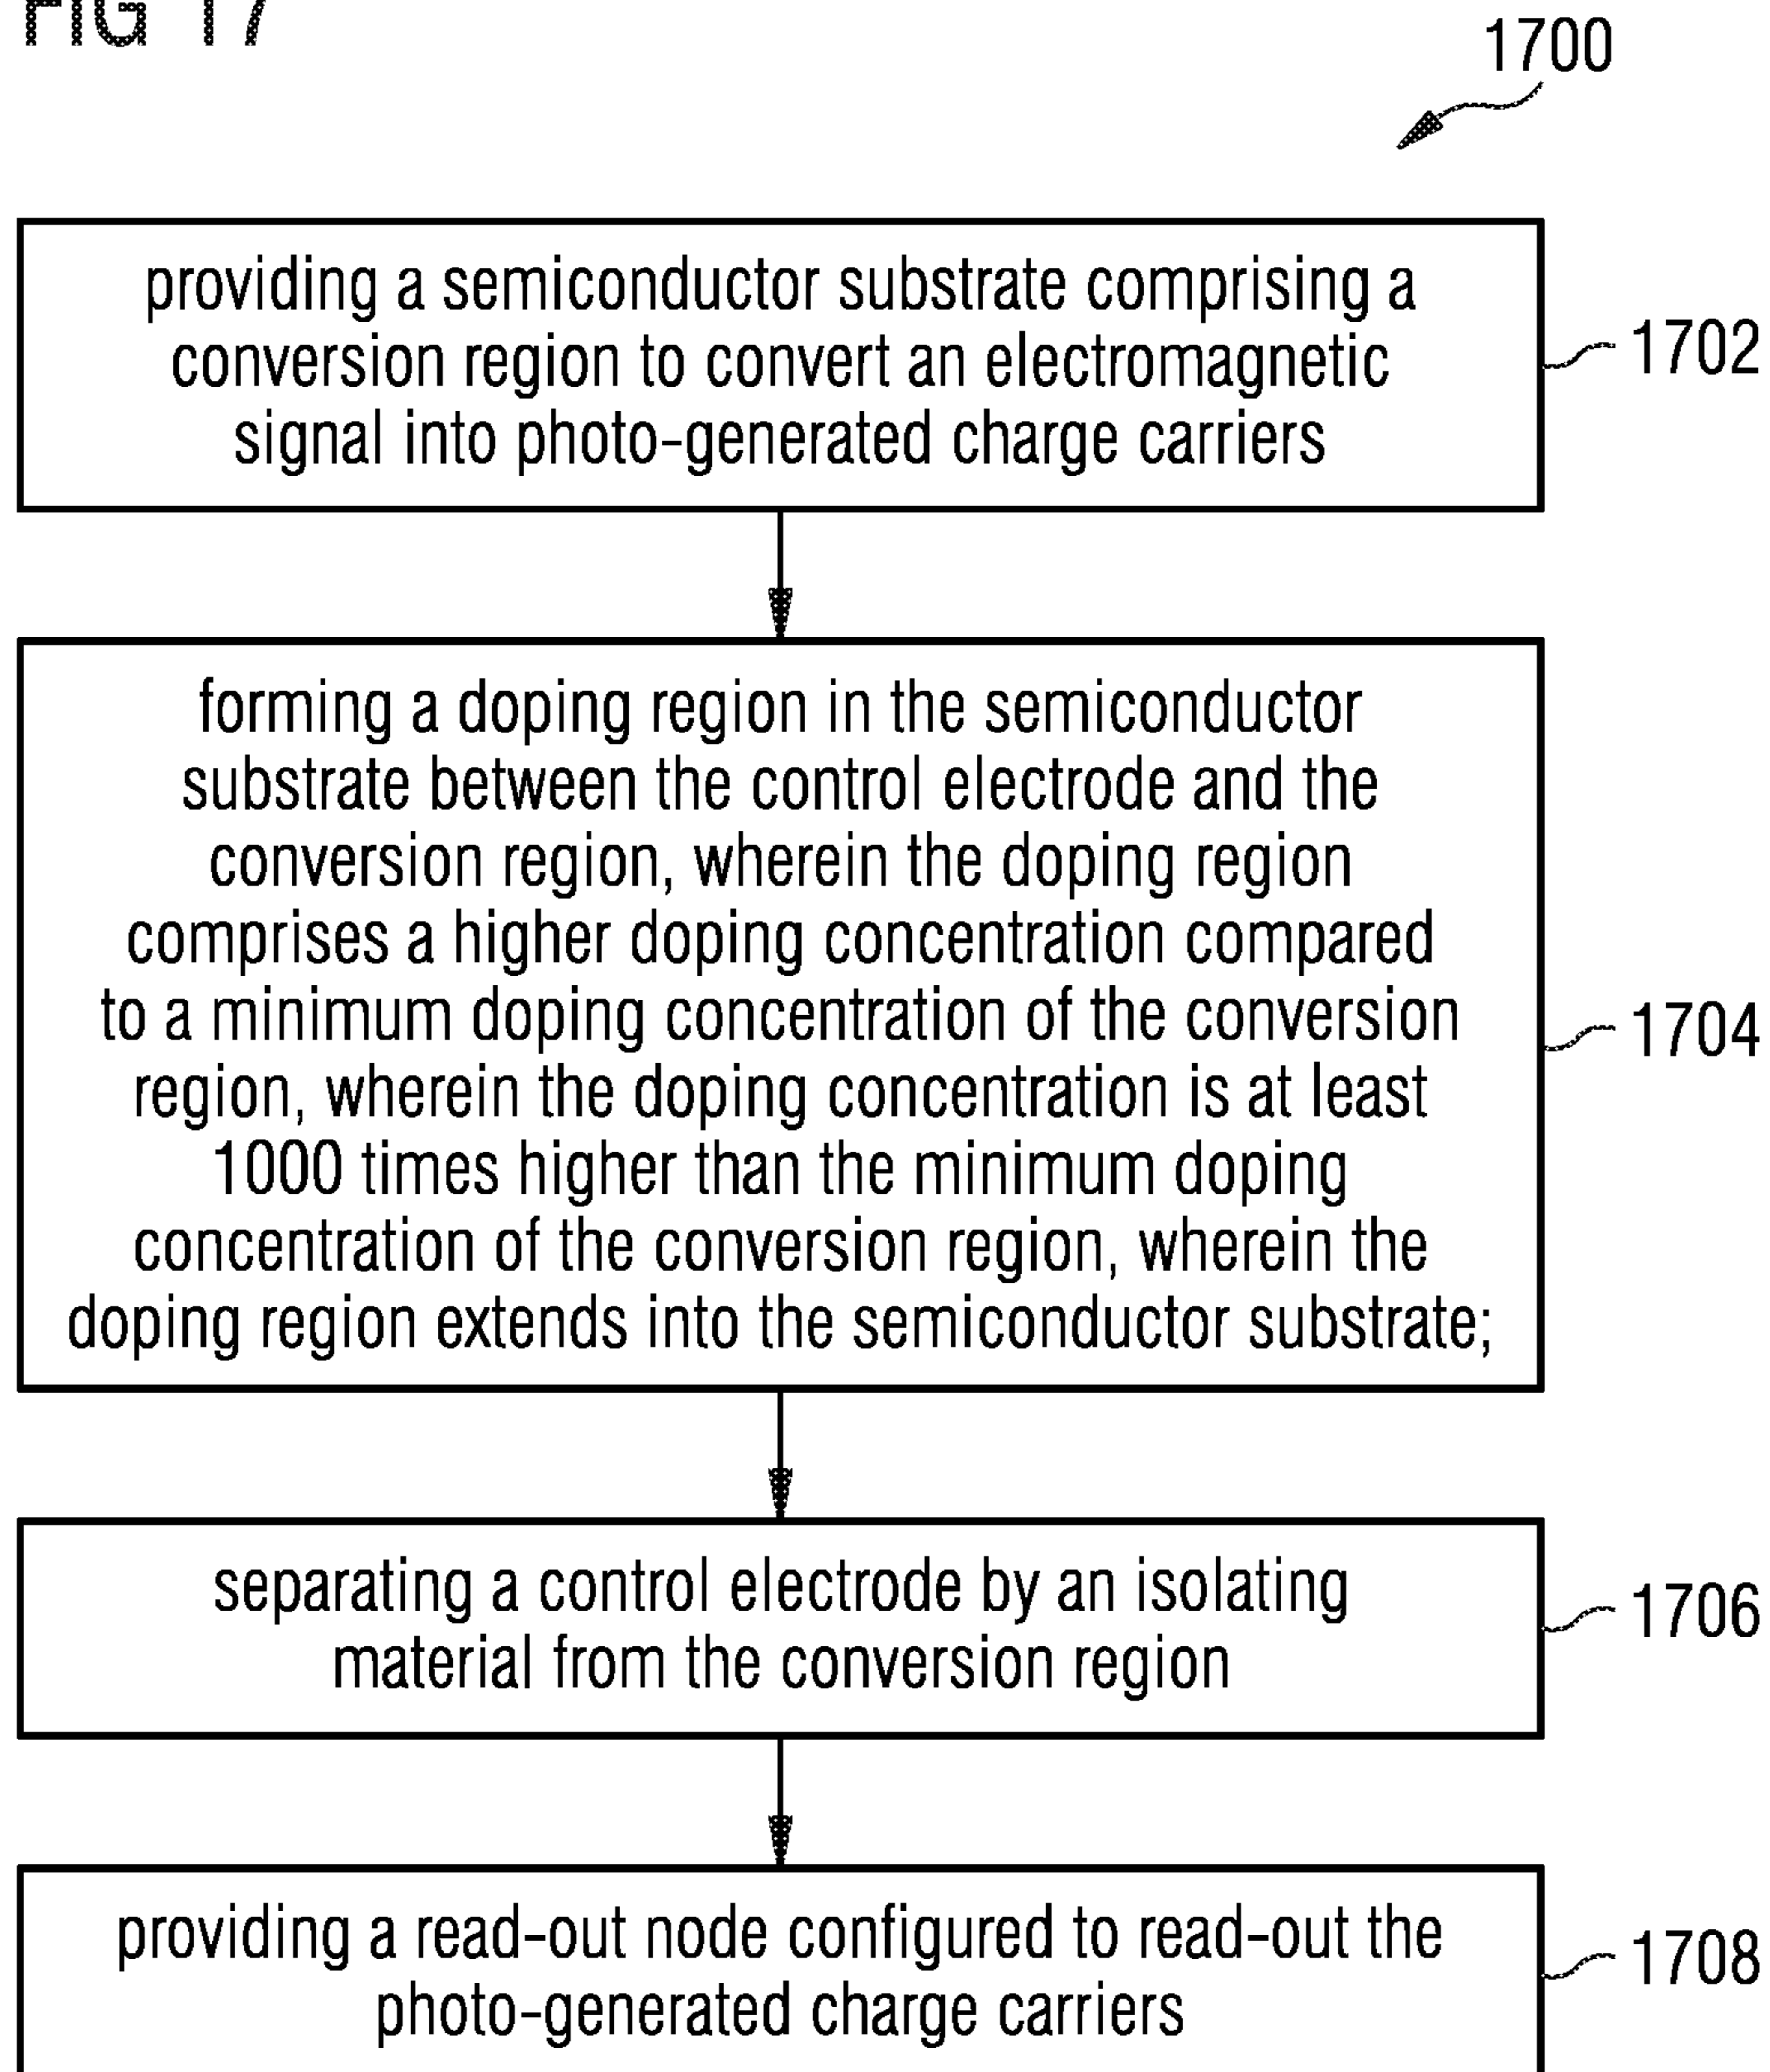 FIG 17
1700
providing a semiconductor substrate comprising a
conversion region to convert an electromagnetic
signal into photo-generated charge carriers
1702
forming a doping region in the semiconductor
substrate between the control electrode and the
conversion region, wherein the doping region
comprises a higher doping concentration compared
to a minimum doping concentration of the conversion
region, wherein the doping concentration is at least
1000 times higher than the minimum doping
concentration of the conversion region, wherein the
doping region extends into the semiconductor substrate;
1704
separating a control electrode by an isolating
material from the conversion region
1706
providing a read-out node configured to read-out the
photo-generated charge carriers
1708